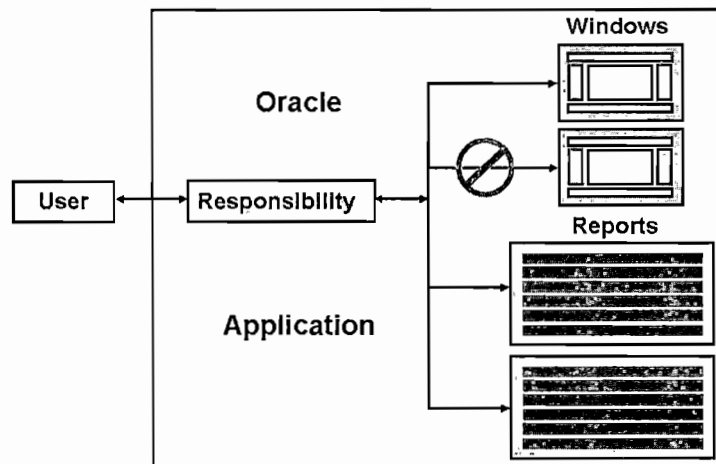 Windows
Oracle
User
Responsibility
Reports
Application